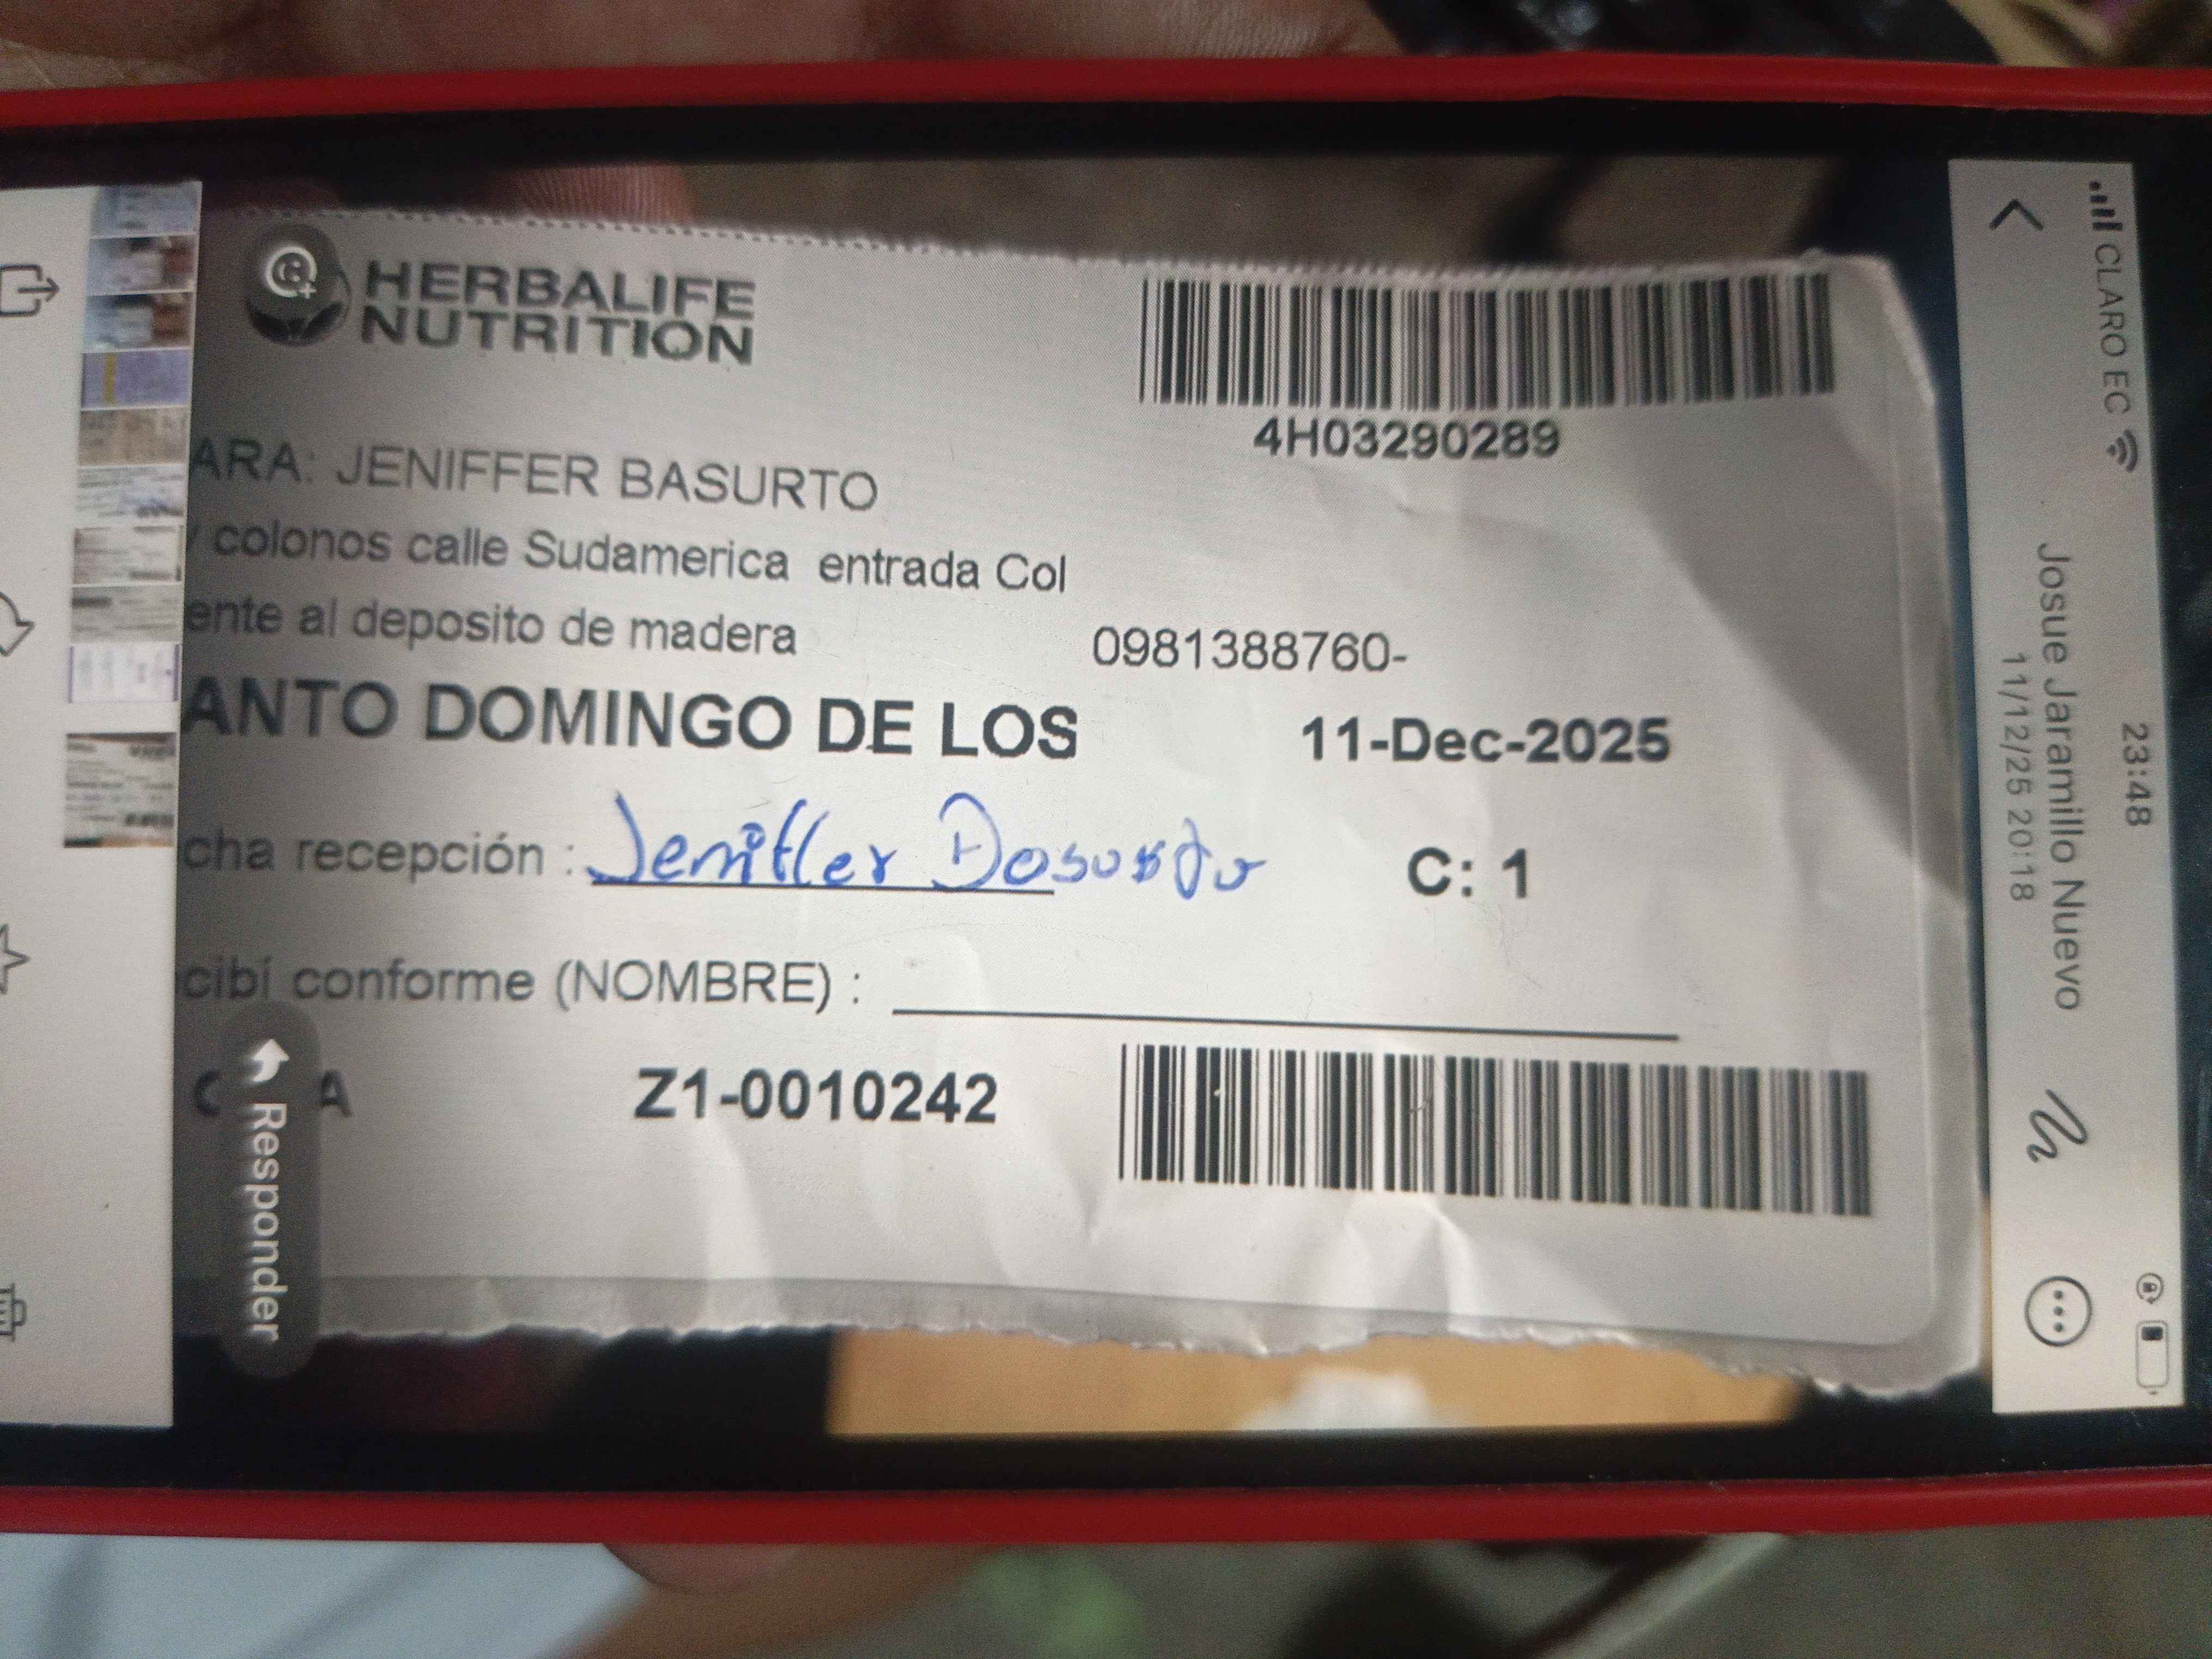 HERBALIFE
NUTRITION
4H03290289
ARA: JENIFFER BASURTO
colonos calle Sudamerica entrada Col
ente al deposito de madera 0981388760-
ANTO DOMINGO DE LOS 11-Dec-2025
cha recepción : Jeniffer Basurto C: 1
cibí conforme (NOMBRE) :
Z1-0010242
Responder
23:48
CLARO EC
Josue Jaramillo Nuevo
11/12/25 20:18